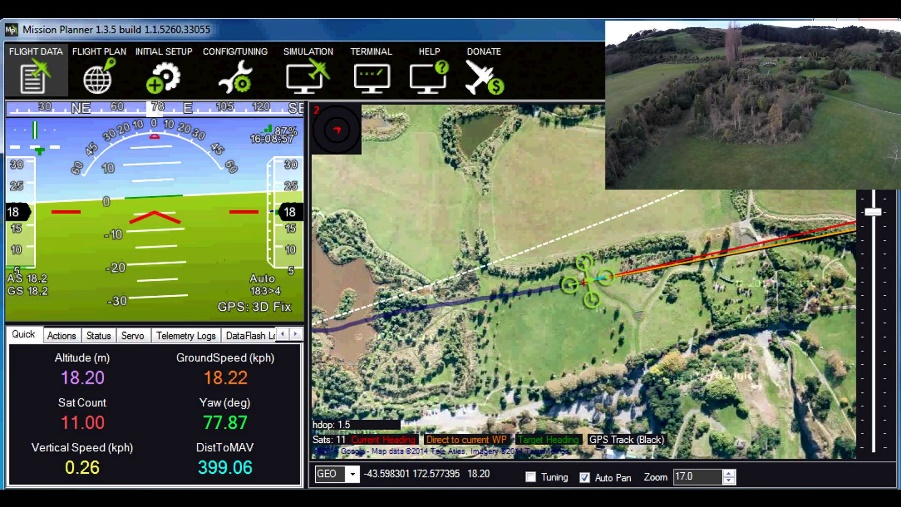 Mission Planner 1.3.5 build 1.1.5260.33055
FLIGHT DATA FLIGHT PLAN INITIAL SETUP CONFIG/TUNING SIMULATION TERMINAL HELP DONATE
30 NE 60 78 E 105 120 SE
60 45 30 20 10 0 10 20 30 45 60
87%
16:08:57
10
0
-10
-20
-30
30
25
18
15
10
5
30
25
18
15
10
5
AS 18.2
GS 18.2
Auto
183>4
GPS: 3D Fix
2
Quick Actions Status Servo Telemetry Logs DataFlash Lo
Altitude (m) GroundSpeed (kph)
18.20 18.22
Sat Count Yaw (deg)
11.00 77.87
Vertical Speed (kph) DistToMAV
0.26 399.06
hdop: 1.5
Sats: 11 Current Heading Direct to current WP Target Heading GPS Track (Black)
Google - Map data ©2014 Tele Atlas, Imagery ©2014
GEO -43.598301 172.577395 18.20 Tuning Auto Pan Zoom 17.0